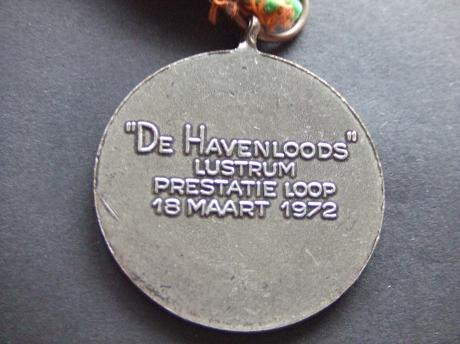 "De Havenloods"
LUSTRUM
PRESTATIE LOOP
18 MAART 1972